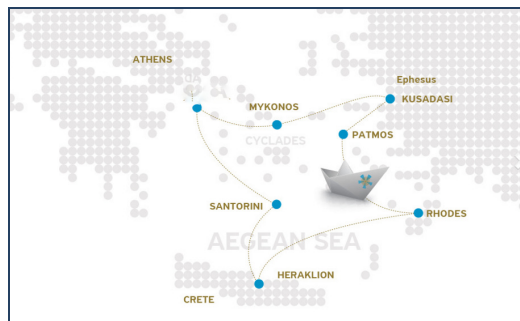 ATHENS
Ephesus
KUSADASI
MYKONOS
PATMOS
CYCLADES
SANTORINI
RHODES
AEGEAN SEA
HERAKLION
CRETE